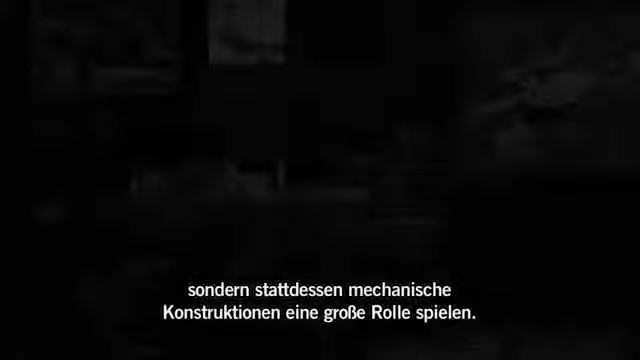 sondern stattdessen mechanische
Konstruktionen eine große Rolle spielen.